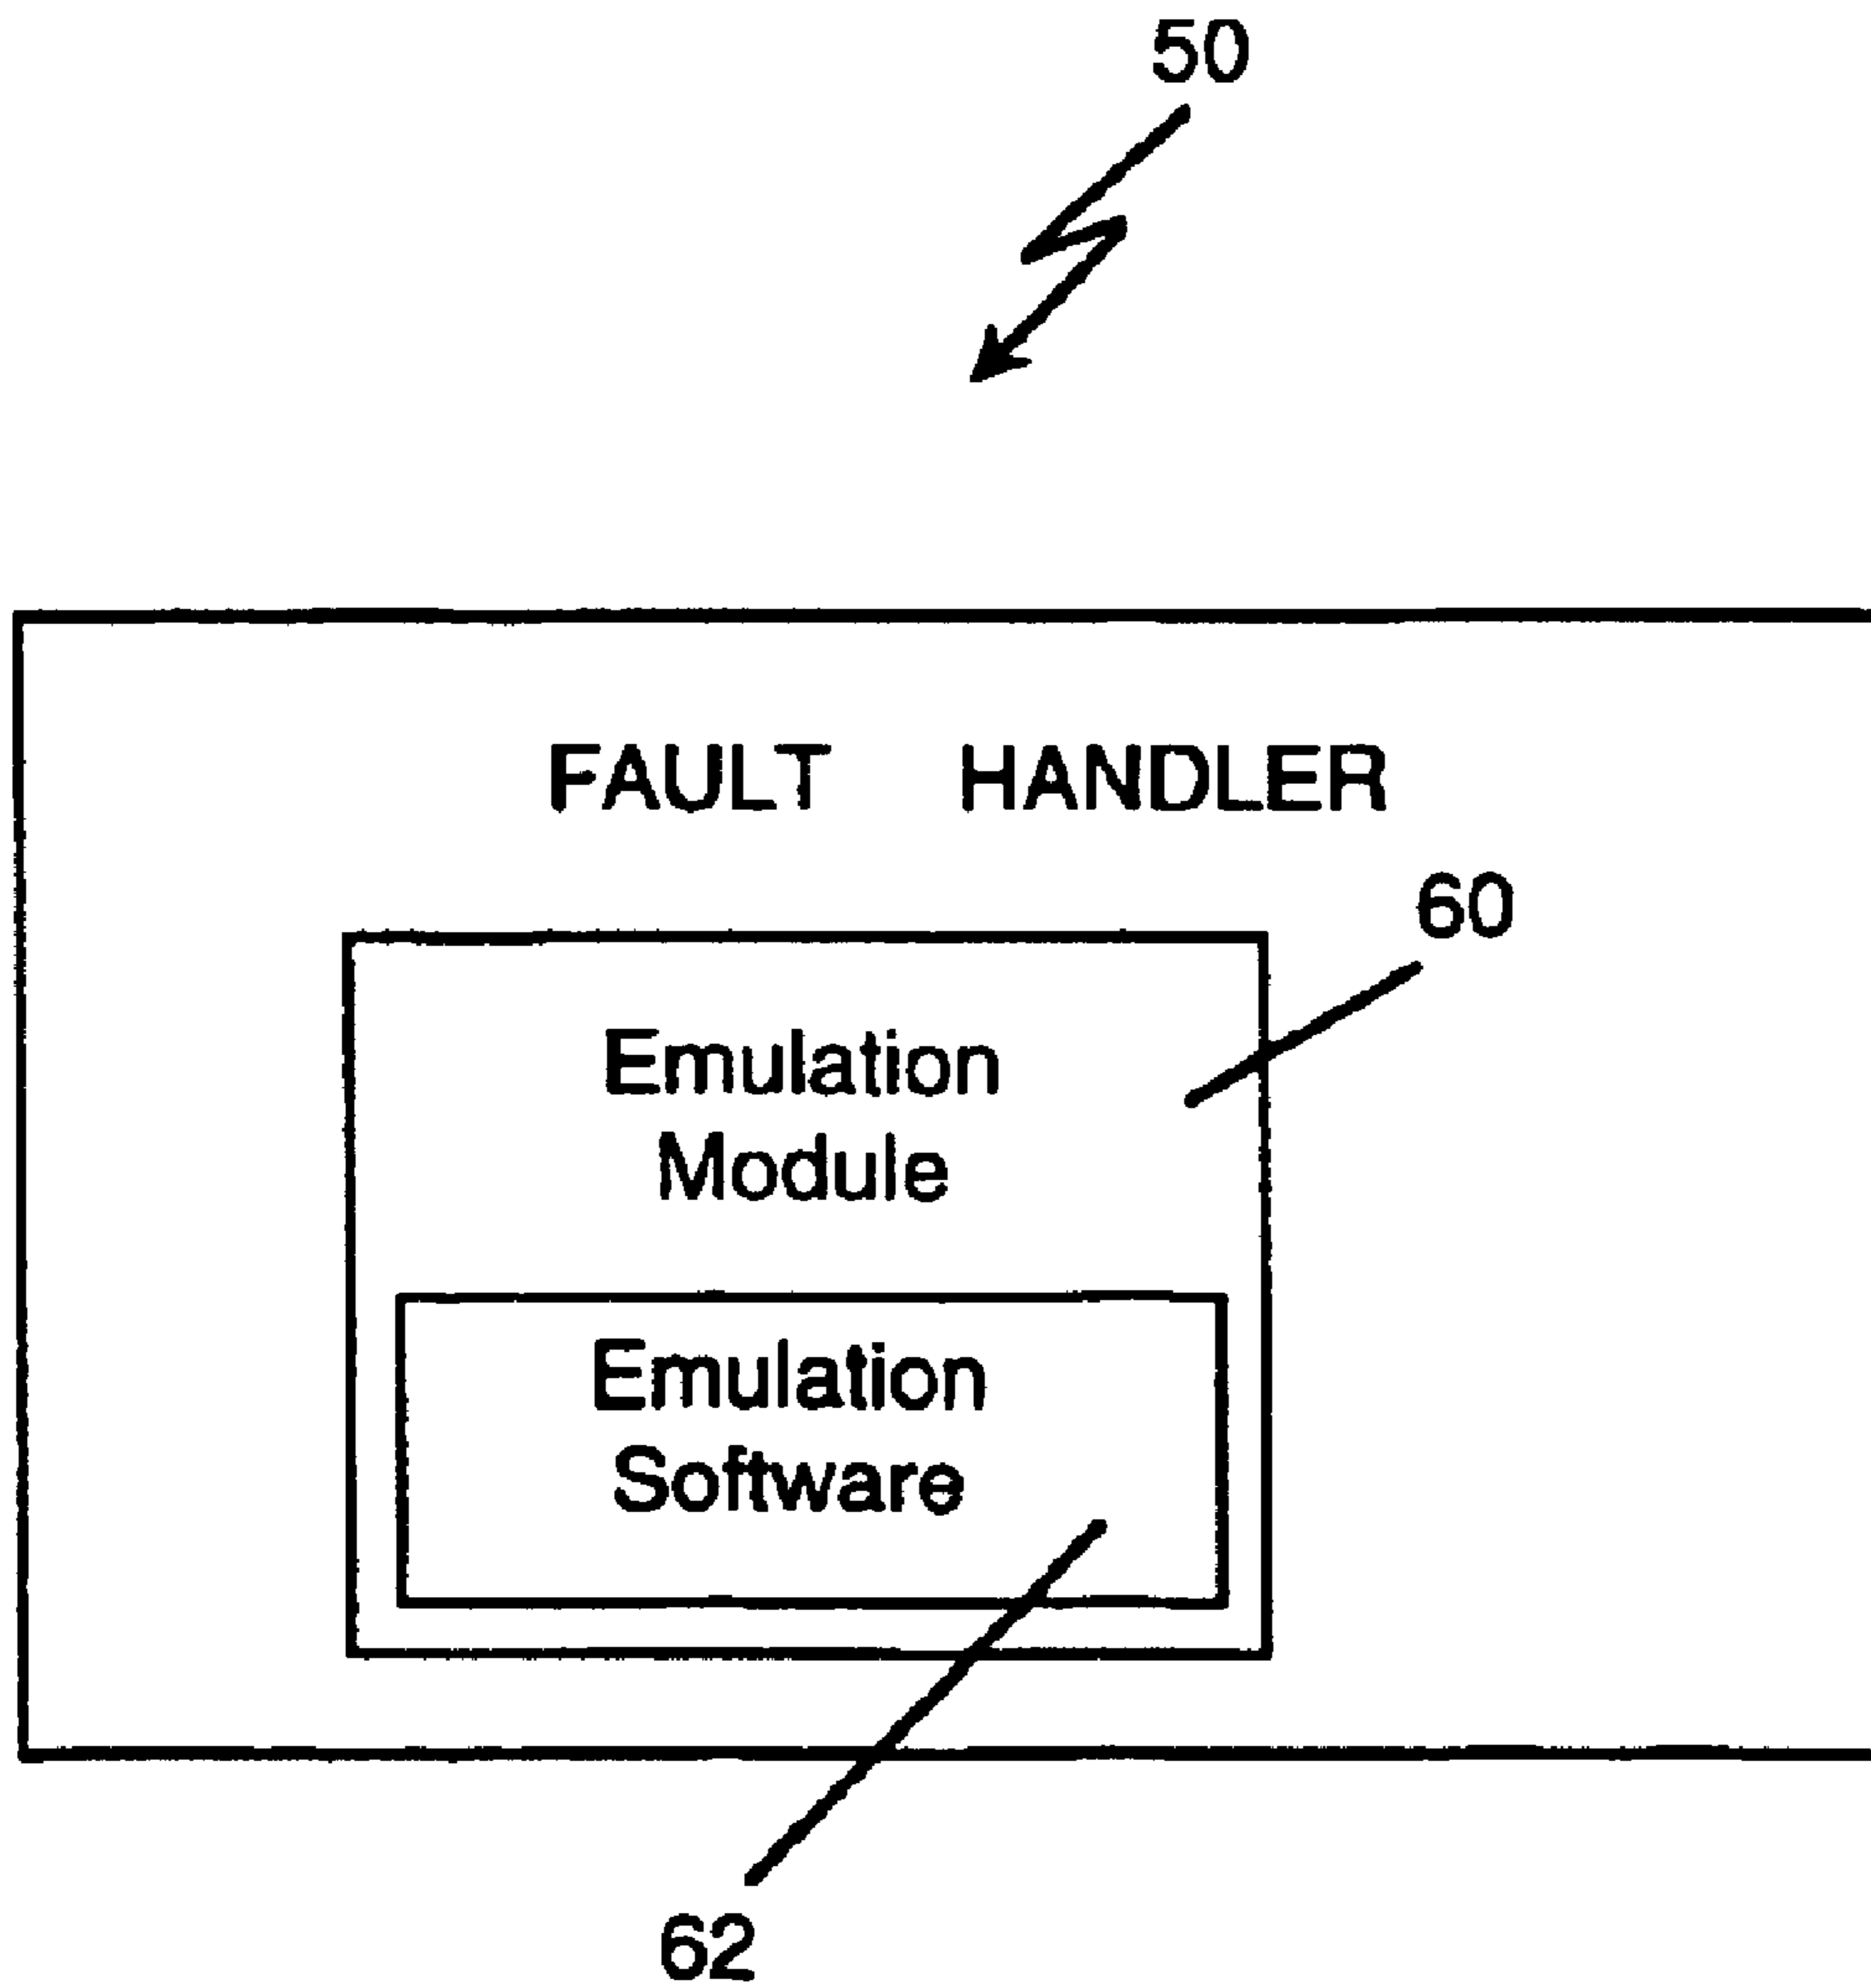 50
FAULT HANDLER
60
Emulation
Module
Emulation
Software
62